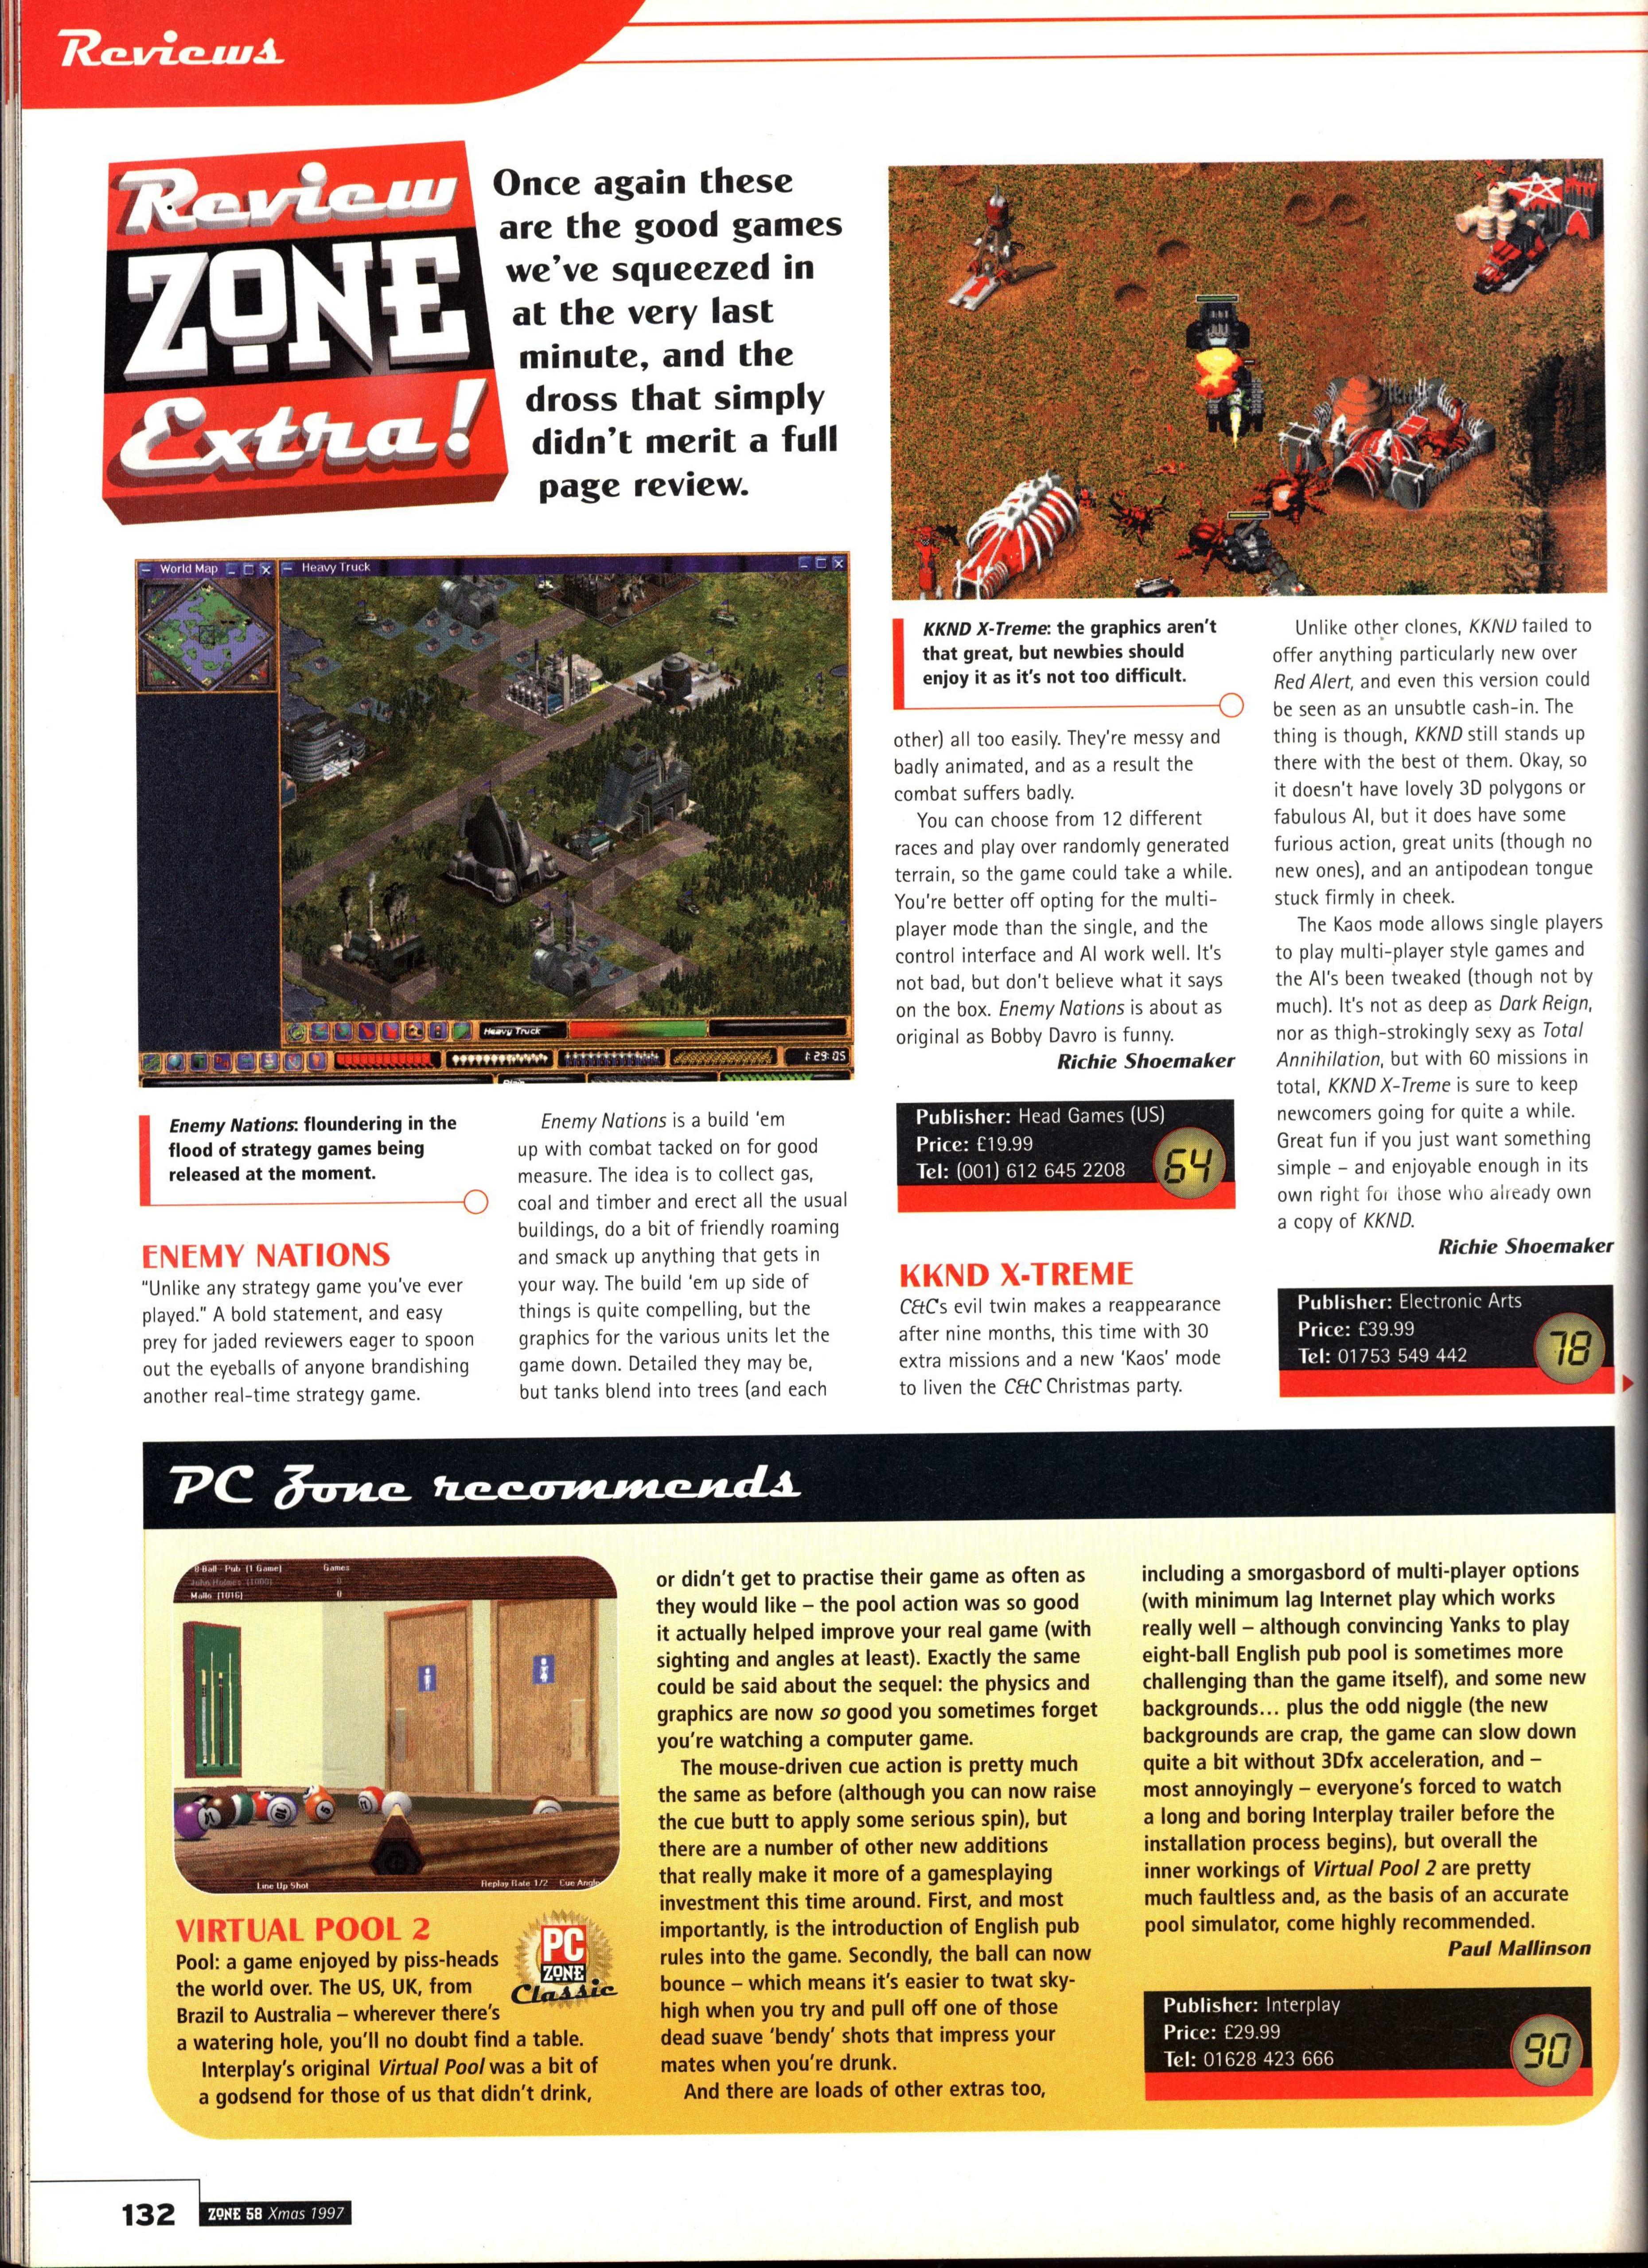 Reviews
Review
ZONE
Extra!
Once again these
are the good games
we've squeezed in
at the very last
minute, and the
dross that simply
didn't merit a full
page review.
World Map
Heavy Truck
Heavy Truck
1:29:05
Enemy Nations: floundering in the
flood of strategy games being
released at the moment.
ENEMY NATIONS
"Unlike any strategy game you've ever
played." A bold statement, and easy
prey for jaded reviewers eager to spoon
out the eyeballs of anyone brandishing
another real-time strategy game.
Enemy Nations is a build 'em
up with combat tacked on for good
measure. The idea is to collect gas,
coal and timber and erect all the usual
buildings, do a bit of friendly roaming
and smack up anything that gets in
your way. The build 'em up side of
things is quite compelling, but the
graphics for the various units let the
game down. Detailed they may be,
but tanks blend into trees (and each
KKND X-Treme: the graphics aren't
that great, but newbies should
enjoy it as it's not too difficult.
other) all too easily. They're messy and
badly animated, and as a result the
combat suffers badly.
You can choose from 12 different
races and play over randomly generated
terrain, so the game could take a while.
You're better off opting for the multi-
player mode than the single, and the
control interface and AI work well. It's
not bad, but don't believe what it says
on the box. Enemy Nations is about as
original as Bobby Davro is funny.
Richie Shoemaker
Publisher: Head Games (US)
Price: £19.99
Tel: (001) 612 645 2208
64
KKND X-TREME
C&C's evil twin makes a reappearance
after nine months, this time with 30
extra missions and a new 'Kaos' mode
to liven the C&C Christmas party.
Unlike other clones, KKND failed to
offer anything particularly new over
Red Alert, and even this version could
be seen as an unsubtle cash-in. The
thing is though, KKND still stands up
there with the best of them. Okay, so
it doesn't have lovely 3D polygons or
fabulous AI, but it does have some
furious action, great units (though no
new ones), and an antipodean tongue
stuck firmly in cheek.
The Kaos mode allows single players
to play multi-player style games and
the AI's been tweaked (though not by
much). It's not as deep as Dark Reign,
nor as thigh-strokingly sexy as Total
Annihilation, but with 60 missions in
total, KKND X-Treme is sure to keep
newcomers going for quite a while.
Great fun if you just want something
simple – and enjoyable enough in its
own right for those who already own
a copy of KKND.
Richie Shoemaker
Publisher: Electronic Arts
Price: £39.99
Tel: 01753 549 442
78
PC Zone recommends
8-Ball - Pub (1 Game) Games
John Holmes (1000) 0
Mallo (1016) 0
Line Up Shot
Replay Rate 1/2 Cue Angle
VIRTUAL POOL 2
PC
ZONE
Classic
Pool: a game enjoyed by piss-heads
the world over. The US, UK, from
Brazil to Australia – wherever there's
a watering hole, you'll no doubt find a table.
Interplay's original Virtual Pool was a bit of
a godsend for those of us that didn't drink,
or didn't get to practise their game as often as
they would like – the pool action was so good
it actually helped improve your real game (with
sighting and angles at least). Exactly the same
could be said about the sequel: the physics and
graphics are now so good you sometimes forget
you're watching a computer game.
The mouse-driven cue action is pretty much
the same as before (although you can now raise
the cue butt to apply some serious spin), but
there are a number of other new additions
that really make it more of a gamesplaying
investment this time around. First, and most
importantly, is the introduction of English pub
rules into the game. Secondly, the ball can now
bounce – which means it's easier to twat sky-
high when you try and pull off one of those
dead suave 'bendy' shots that impress your
mates when you're drunk.
And there are loads of other extras too,
including a smorgasbord of multi-player options
(with minimum lag Internet play which works
really well – although convincing Yanks to play
eight-ball English pub pool is sometimes more
challenging than the game itself), and some new
backgrounds... plus the odd niggle (the new
backgrounds are crap, the game can slow down
quite a bit without 3Dfx acceleration, and –
most annoyingly – everyone's forced to watch
a long and boring Interplay trailer before the
installation process begins), but overall the
inner workings of Virtual Pool 2 are pretty
much faultless and, as the basis of an accurate
pool simulator, come highly recommended.
Paul Mallinson
Publisher: Interplay
Price: £29.99
Tel: 01628 423 666
90
132
ZONE 58 Xmas 1997